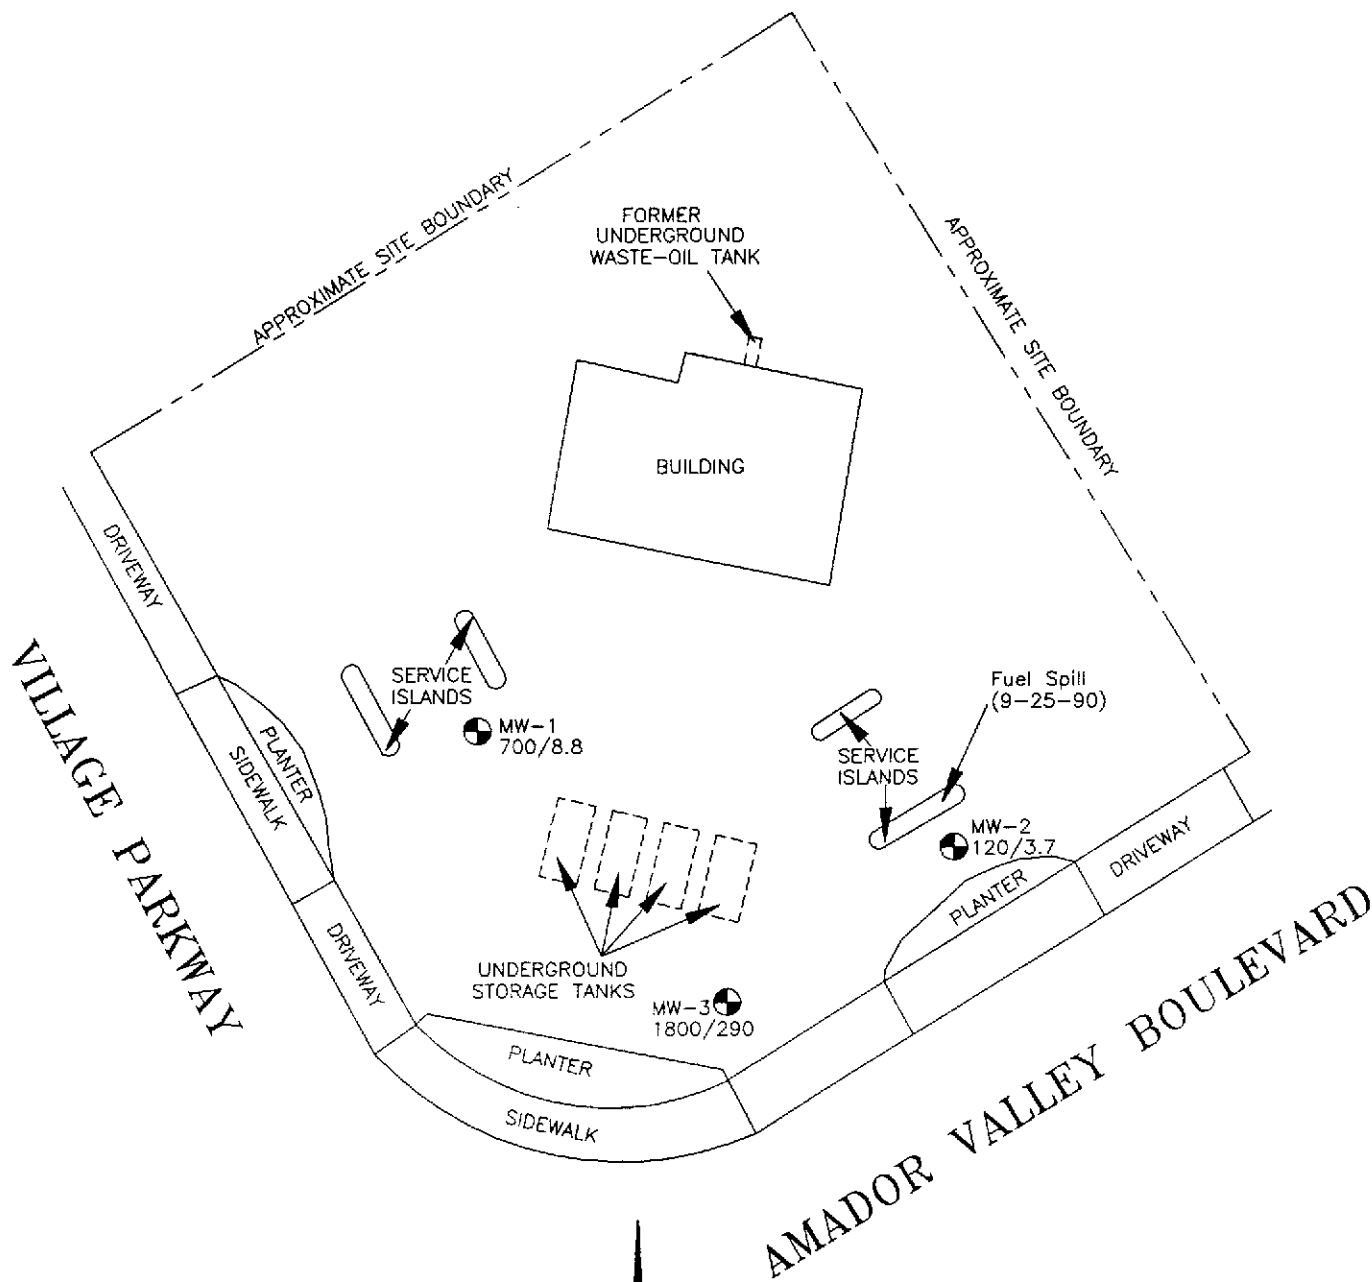 APPROXIMATE SITE BOUNDARY
FORMER
UNDERGROUND
WASTE-OIL TANK
APPROXIMATE SITE BOUNDARY
BUILDING
DRIVEWAY
VILLAGE PARKWAY
SERVICE
ISLANDS
MW-1
700/8.8
PLANTER
SIDEWALK
Fuel Spill
(9-25-90)
SERVICE
ISLANDS
MW-2
120/3.7
DRIVEWAY
PLANTER
DRIVEWAY
UNDERGROUND
STORAGE TANKS
MW-3
1800/290
PLANTER
SIDEWALK
AMADOR VALLEY BOULEVARD